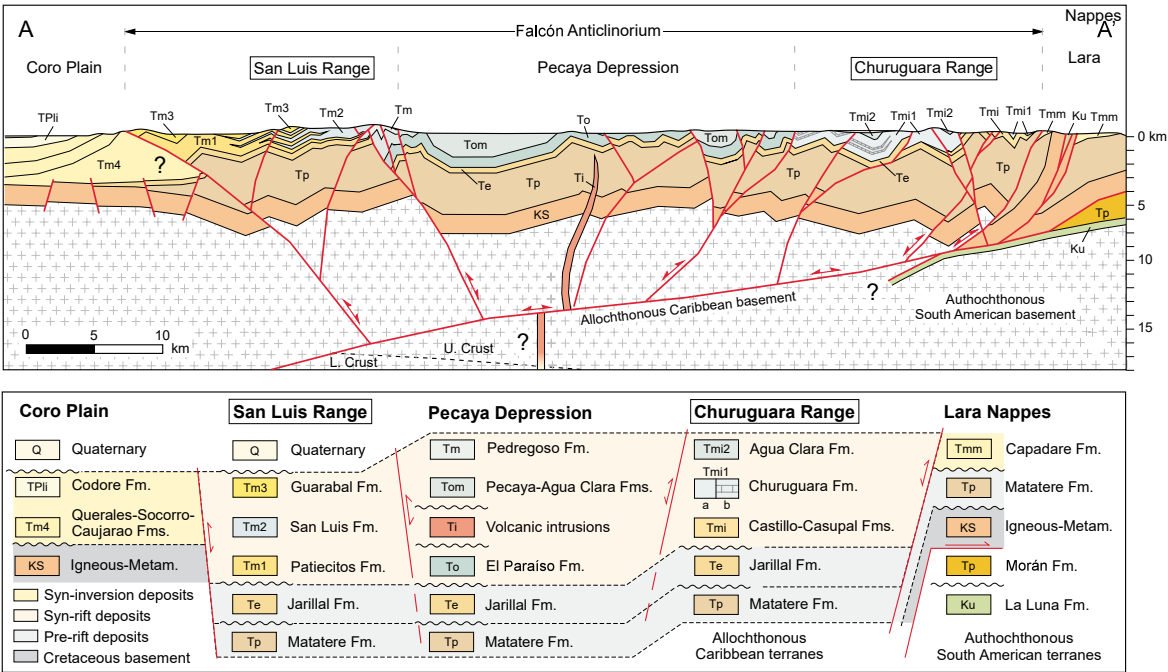 A
Falcón Anticlinorium
Nappes
A'
Coro Plain
San Luis Range
Pecaya Depression
Churuguara Range
Lara
TPli
Tm3
Tm3
Tm2
Tm
To
Tmi2
Tmi1
Tmi2
Tmi
Tmi1
Tmm
Ku
Tmm
0 km
Tm1
Tom
Tom
Tm4
?
Tp
Te
Tp
Ti
Tp
Te
Tp
KS
5
Tp
Ku
10
?
Authochthonous
South American basement
Allochthonous Caribbean basement
15
0
5
10
km
U. Crust
L. Crust
?
Coro Plain
San Luis Range
Pecaya Depression
Churuguara Range
Lara Nappes
Q Quaternary
TPli Codore Fm.
Tm4 Querales-Socorro-
Caujarao Fms.
KS Igneous-Metam.
Syn-inversion deposits
Syn-rift deposits
Pre-rift deposits
Cretaceous basement
Q Quaternary
Tm3 Guarabal Fm.
Tm2 San Luis Fm.
Tm1 Patiecitos Fm.
Te Jarillal Fm.
Tp Matatere Fm.
Tm Pedregoso Fm.
Tom Pecaya-Agua Clara Fms.
Ti Volcanic intrusions
To El Paraíso Fm.
Te Jarillal Fm.
Tp Matatere Fm.
Tmi2 Agua Clara Fm.
Tmi1
Churuguara Fm.
a b
Tmi Castillo-Casupal Fms.
Te Jarillal Fm.
Tp Matatere Fm.
Allochthonous
Caribbean terranes
Tmm Capadare Fm.
Tp Matatere Fm.
KS Igneous-Metam.
Tp Morán Fm.
Ku La Luna Fm.
Authochthonous
South American terranes